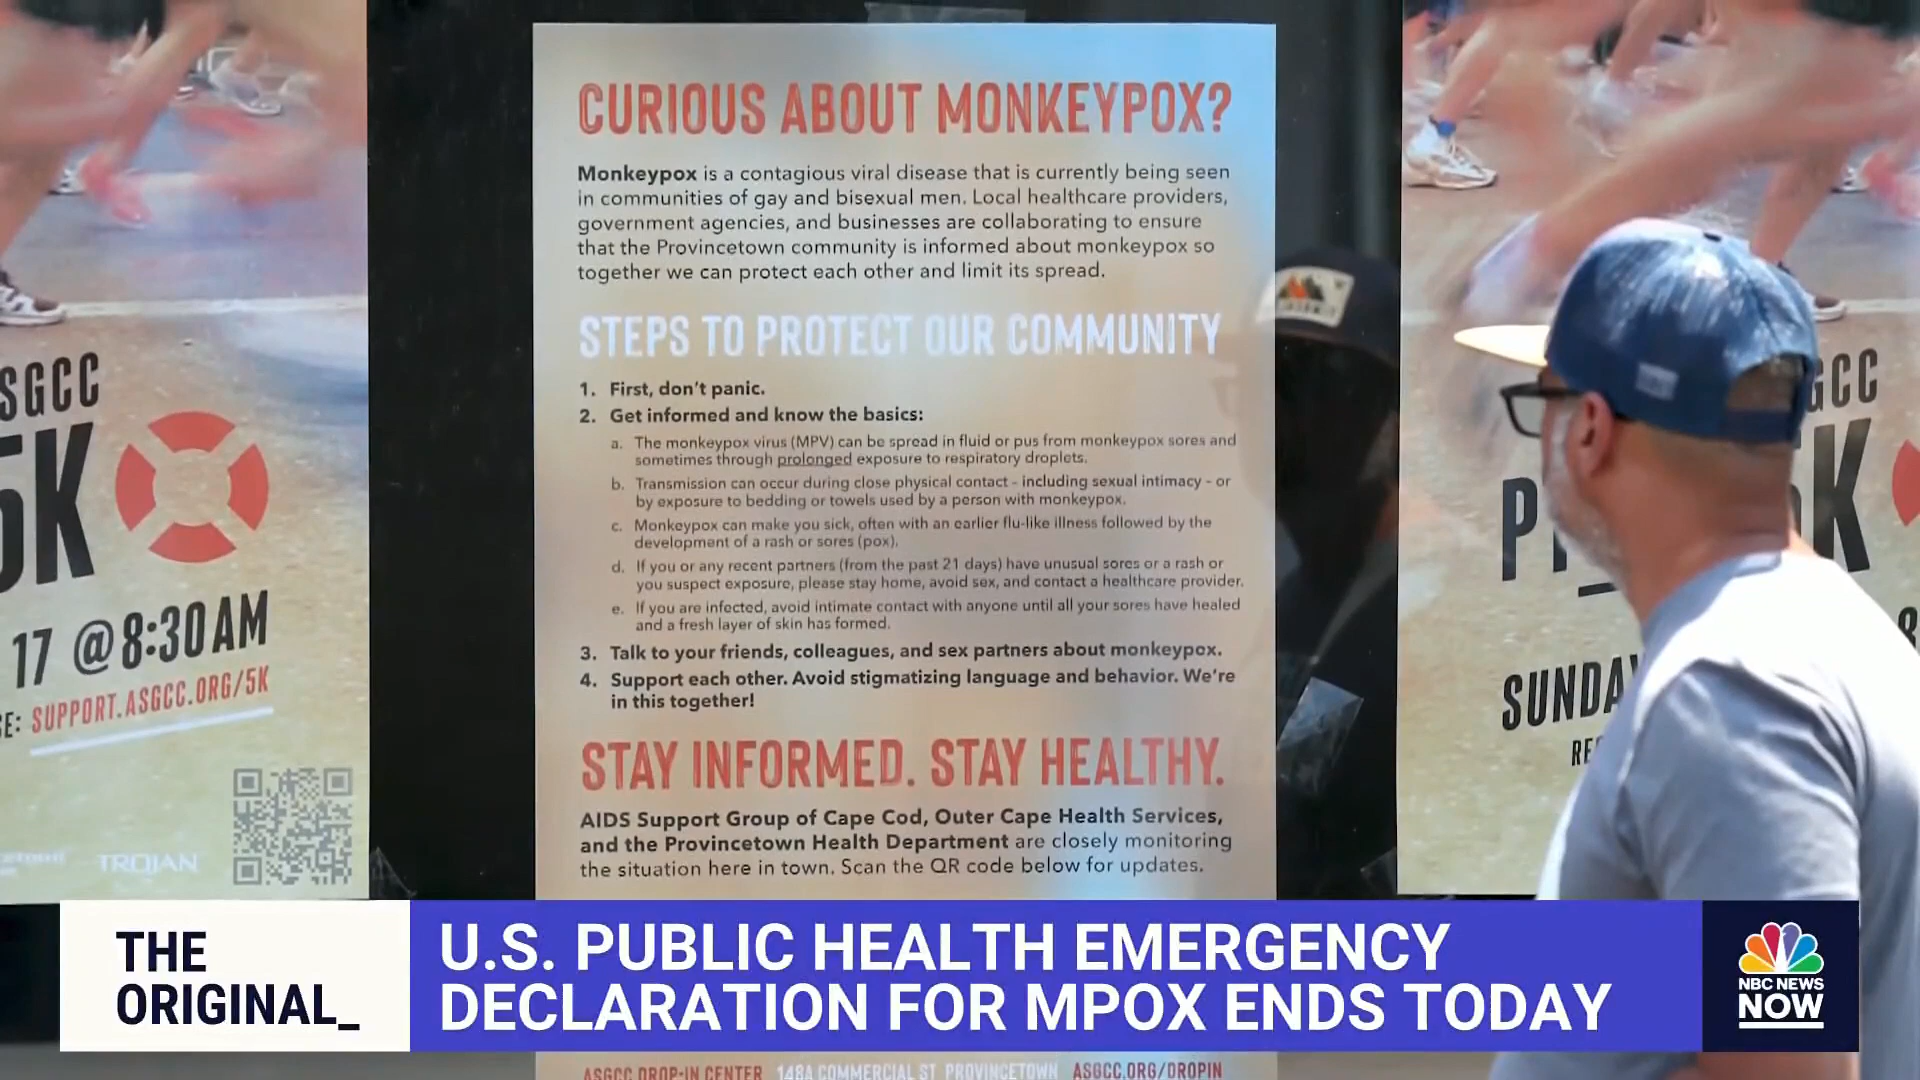 CURIOUS ABOUT MONKEYPOX?
Monkeypox is a contagious viral disease that is currently being seen
in communities of gay and bisexual men. Local healthcare providers,
government agencies, and businesses are collaborating to ensure
that the Provincetown community is informed about monkeypox so
together we can protect each other and limit its spread.
STEPS TO PROTECT OUR COMMUNITY
1. First, don't panic.
2. Get informed and know the basics:
a. The monkeypox virus (MPV) can be spread in fluid or pus from monkeypox sores and
sometimes through prolonged exposure to respiratory droplets.
b. Transmission can occur during close physical contact - including sexual intimacy - or
by exposure to bedding or towels used by a person with monkeypox.
c. Monkeypox can make you sick, often with an earlier flu-like illness followed by the
development of a rash or sores (pox).
d. If you or any recent partners (from the past 21 days) have unusual sores or a rash or
you suspect exposure, please stay home, avoid sex, and contact a healthcare provider.
e. If you are infected, avoid intimate contact with anyone until all your sores have healed
and a fresh layer of skin has formed.
3. Talk to your friends, colleagues, and sex partners about monkeypox.
4. Support each other. Avoid stigmatizing language and behavior. We're
in this together!
STAY INFORMED. STAY HEALTHY.
AIDS Support Group of Cape Cod, Outer Cape Health Services,
and the Provincetown Health Department are closely monitoring
the situation here in town. Scan the QR code below for updates.
ASGCC DROP-IN CENTER 148A COMMERCIAL ST PROVINCETOWN ASGCC.ORG/DROPIN
SGCC
5K
17 @8:30AM
SE: SUPPORT.ASGCC.ORG/5K
TROJAN
GCC
P K
SUNDA
RE
8
THE
ORIGINAL_
U.S. PUBLIC HEALTH EMERGENCY
DECLARATION FOR MPOX ENDS TODAY
NBC NEWS
NOW